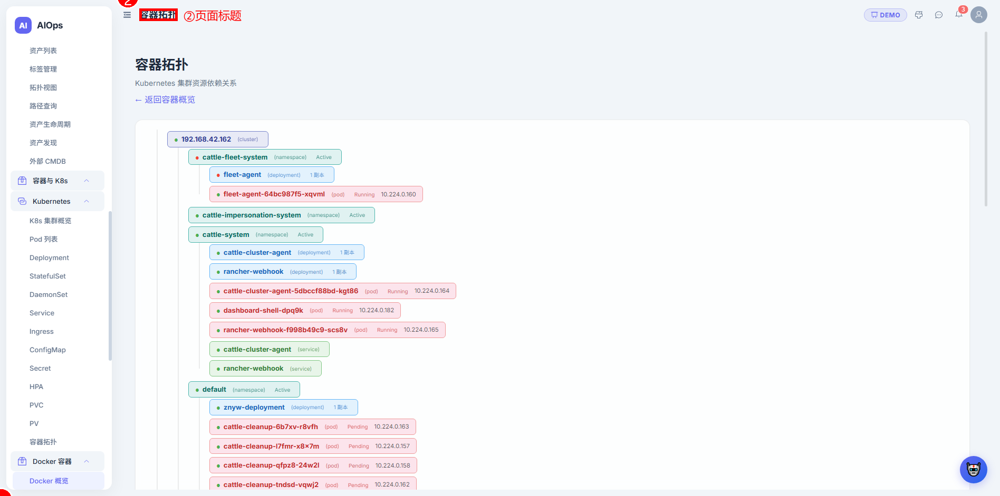 2
容器拓扑
②页面标题
DEMO
3
AI
AIOps
资产列表
标签管理
拓扑视图
路径查询
资产生命周期
资产发现
外部 CMDB
容器与 K8s
Kubernetes
K8s 集群概览
Pod 列表
Deployment
StatefulSet
DaemonSet
Service
Ingress
ConfigMap
Secret
HPA
PVC
PV
容器拓扑
Docker 容器
Docker 概览
容器拓扑
Kubernetes 集群资源依赖关系
← 返回容器概览
192.168.42.162 (cluster)
cattle-fleet-system (namespace) Active
fleet-agent (deployment) 1 副本
fleet-agent-64bc987f5-xqvml (pod) Running 10.224.0.160
cattle-impersonation-system (namespace) Active
cattle-system (namespace) Active
cattle-cluster-agent (deployment) 1 副本
rancher-webhook (deployment) 1 副本
cattle-cluster-agent-5dbccf88bd-kgt86 (pod) Running 10.224.0.164
dashboard-shell-dpq9k (pod) Running 10.224.0.182
rancher-webhook-f998b49c9-scs8v (pod) Running 10.224.0.165
cattle-cluster-agent (service)
rancher-webhook (service)
default (namespace) Active
znyw-deployment (deployment) 1 副本
cattle-cleanup-6b7xv-r8vfh (pod) Pending 10.224.0.163
cattle-cleanup-l7fmr-x8×7m (pod) Pending 10.224.0.157
cattle-cleanup-qfpz8-24w2l (pod) Pending 10.224.0.158
cattle-cleanup-tndsd-vqwj2 (pod) Pending 10.224.0.162